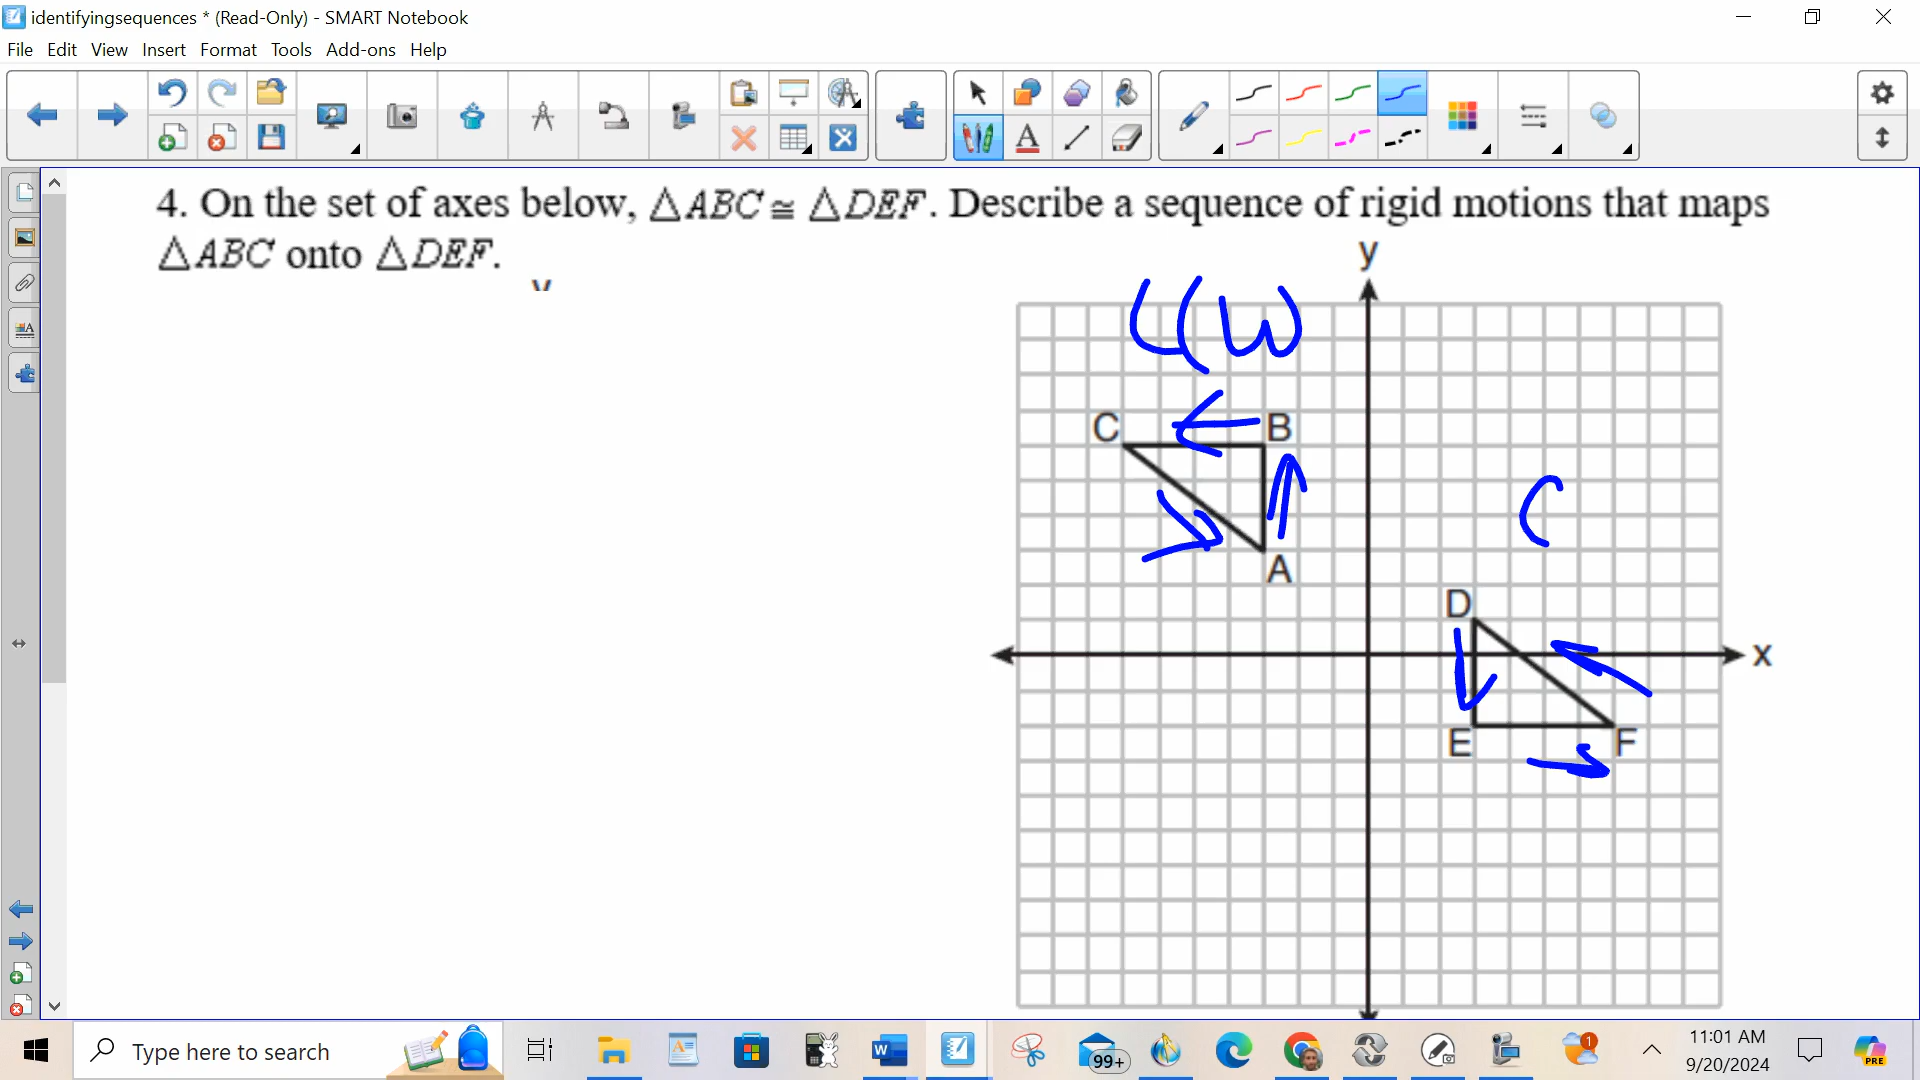 identifyingsequences * (Read-Only) - SMART Notebook
File Edit View Insert Format Tools Add-ons Help
4. On the set of axes below, △ABC ≅ △DEF. Describe a sequence of rigid motions that maps
△ABC onto △DEF.
y
CCW
C B
C
A
D
x
E F
Type here to search
99+
1
11:01 AM
9/20/2024
PRE